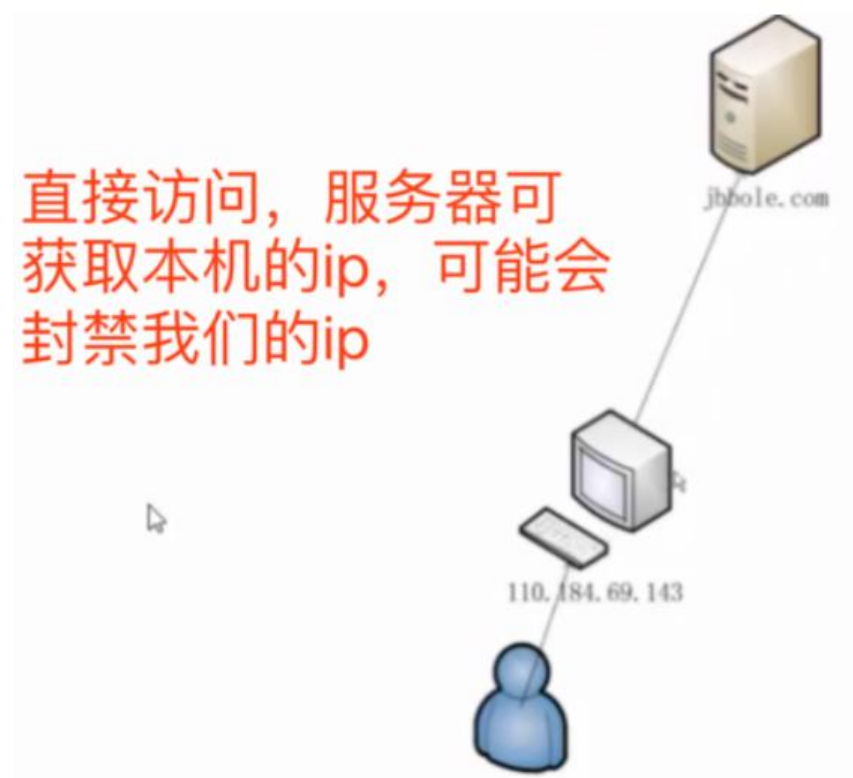 直接访问，服务器可
获取本机的ip，可能会
封禁我们的ip
jbbole.com
110.184.69.143